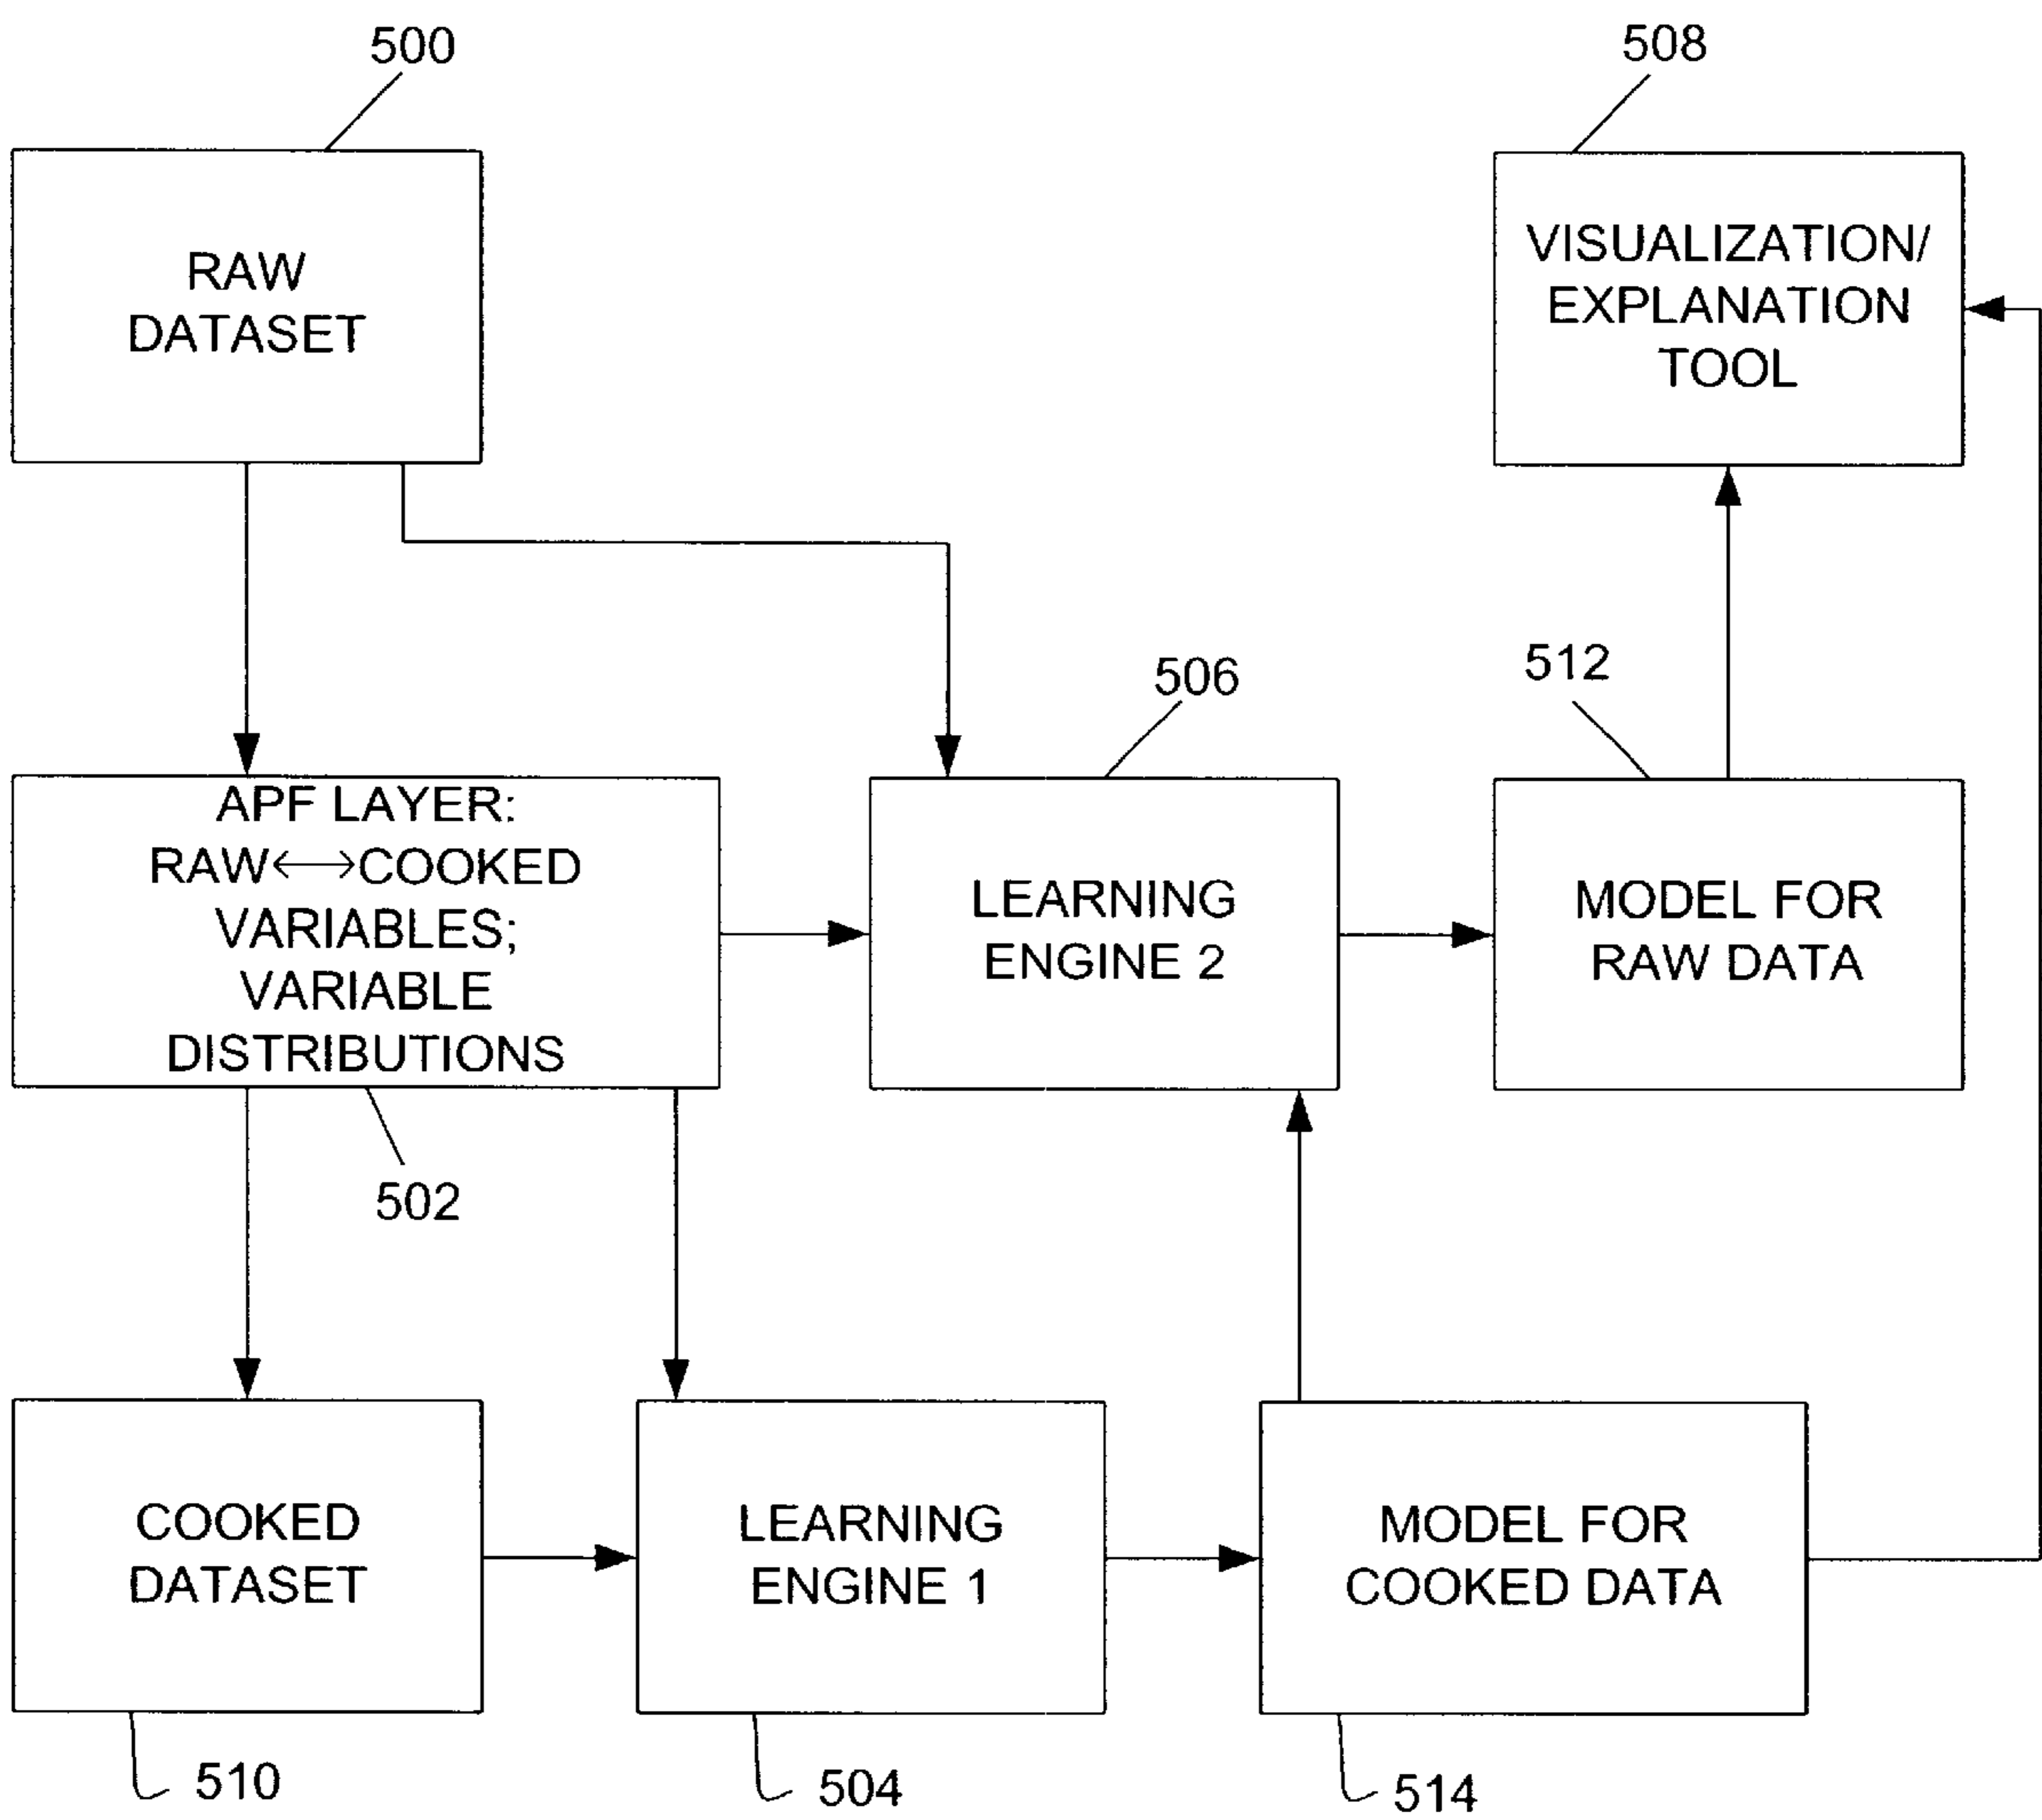 500
508
RAW
DATASET
VISUALIZATION/
EXPLANATION
TOOL
506
512
APF LAYER:
RAW⟷COOKED
VARIABLES;
VARIABLE
DISTRIBUTIONS
LEARNING
ENGINE 2
MODEL FOR
RAW DATA
502
COOKED
DATASET
LEARNING
ENGINE 1
MODEL FOR
COOKED DATA
510
504
514